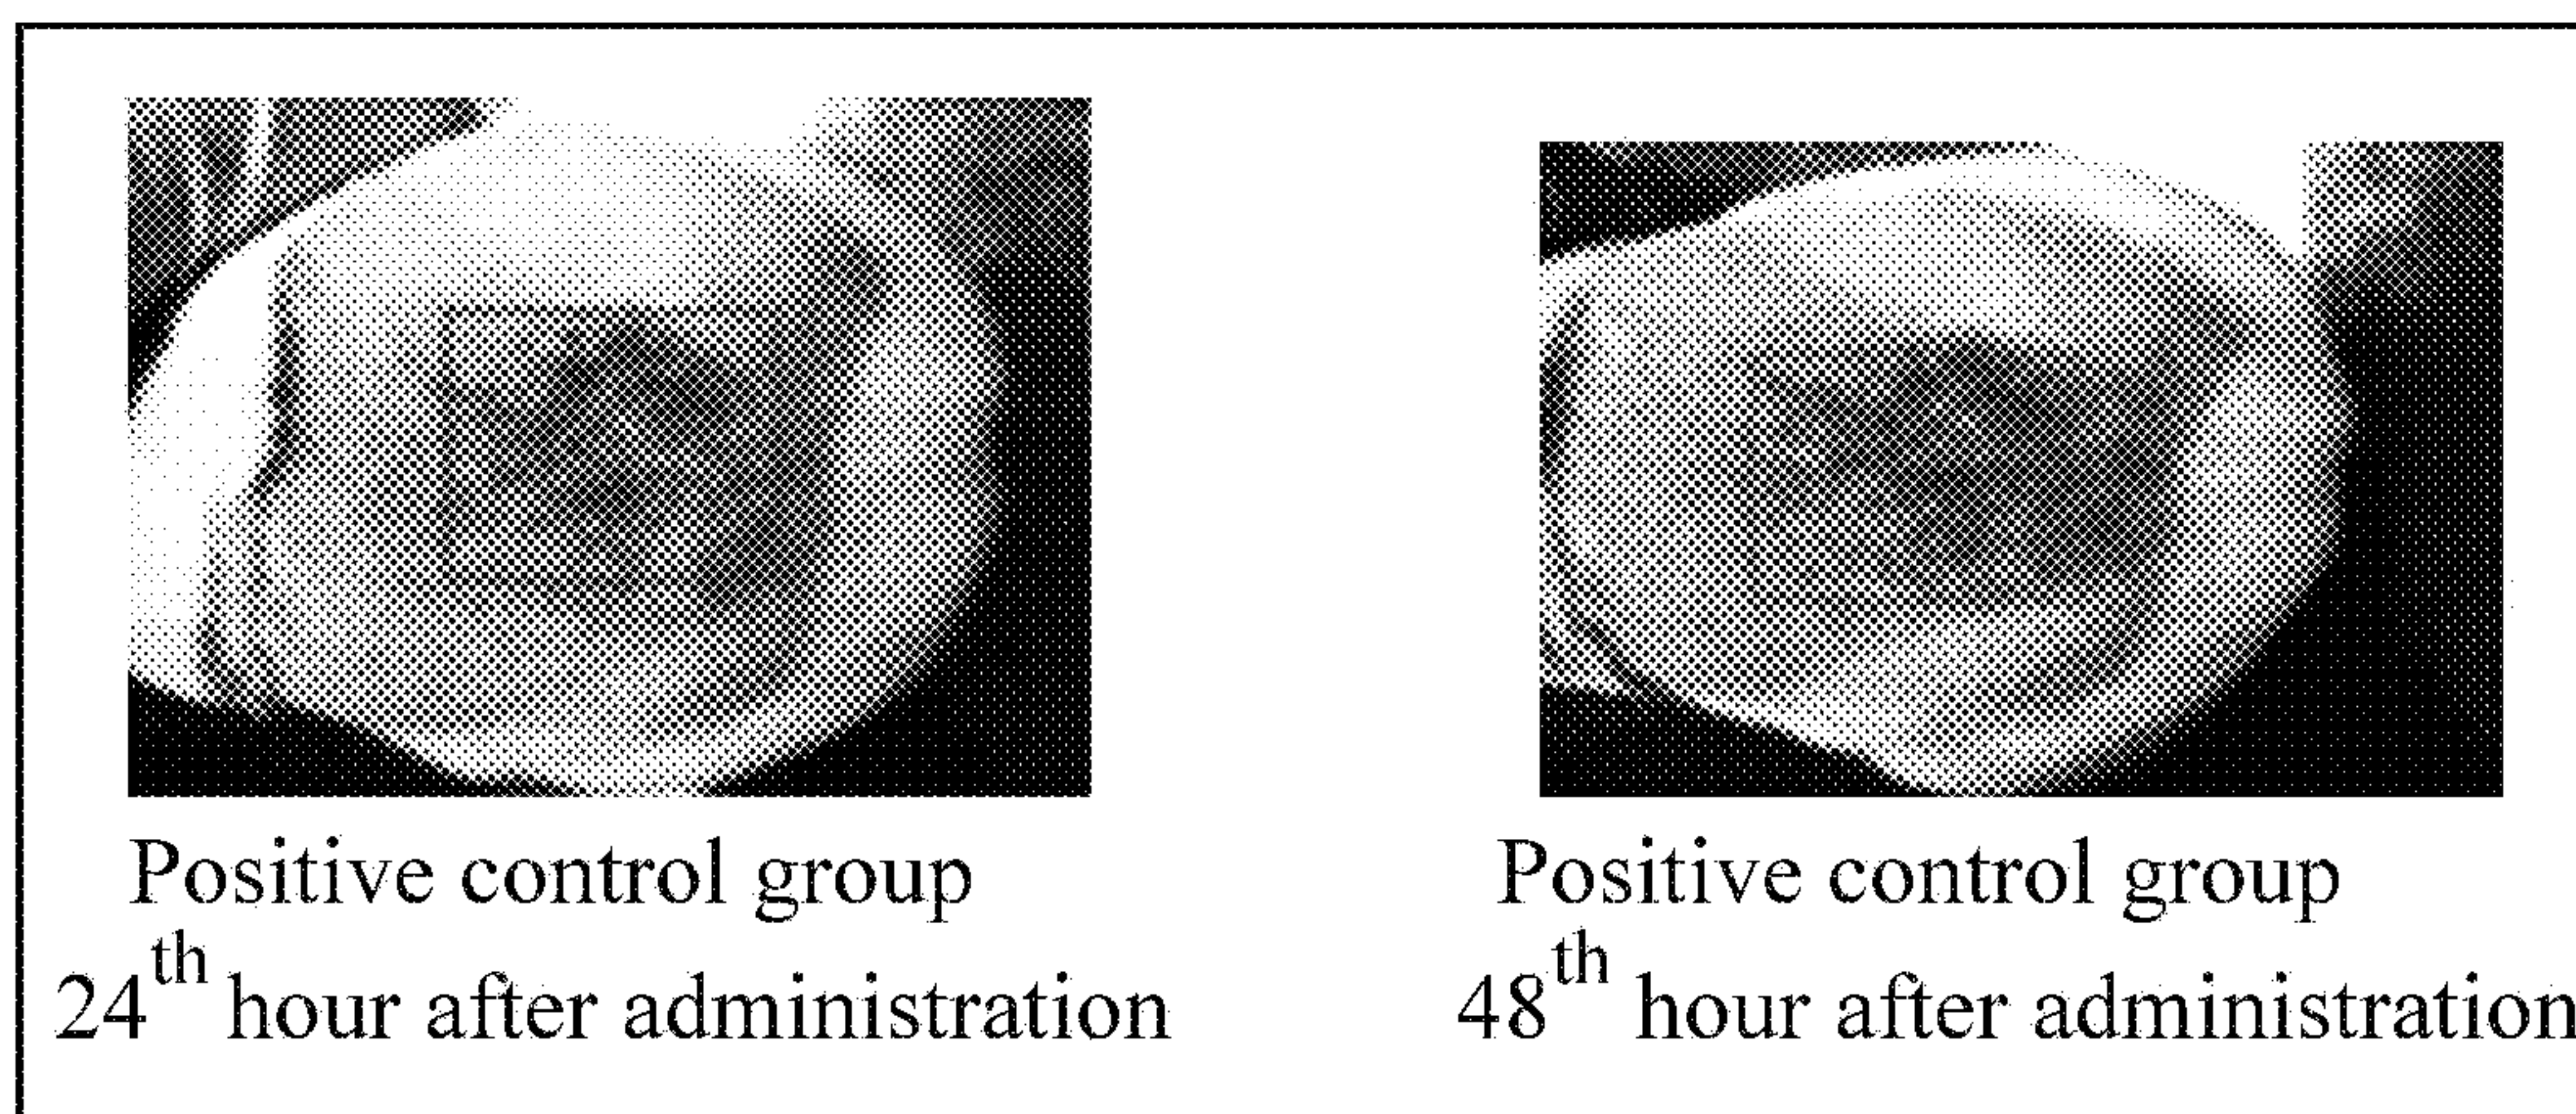 Positive control group
24th hour after administration
Positive control group
48th hour after administration